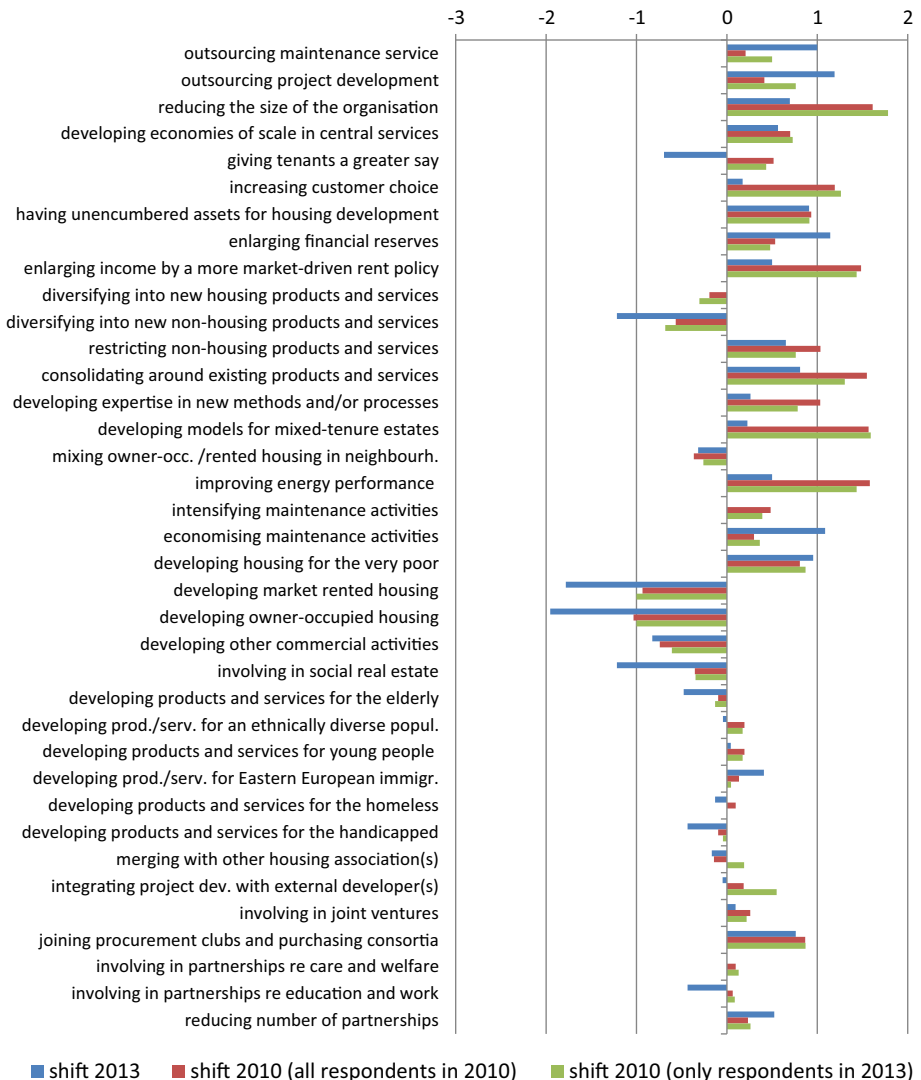 -3 -2 -1 0 1 2
outsourcing maintenance service
outsourcing project development
reducing the size of the organisation
developing economies of scale in central services
giving tenants a greater say
increasing customer choice
having unencumbered assets for housing development
enlarging financial reserves
enlarging income by a more market-driven rent policy
diversifying into new housing products and services
diversifying into new non-housing products and services
restricting non-housing products and services
consolidating around existing products and services
developing expertise in new methods and/or processes
developing models for mixed-tenure estates
mixing owner-occ. /rented housing in neighbourh.
improving energy performance
intensifying maintenance activities
economising maintenance activities
developing housing for the very poor
developing market rented housing
developing owner-occupied housing
developing other commercial activities
involving in social real estate
developing products and services for the elderly
developing prod./serv. for an ethnically diverse popul.
developing products and services for young people
developing prod./serv. for Eastern European immigr.
developing products and services for the homeless
developing products and services for the handicapped
merging with other housing association(s)
integrating project dev. with external developer(s)
involving in joint ventures
joining procurement clubs and purchasing consortia
involving in partnerships re care and welfare
involving in partnerships re education and work
reducing number of partnerships
shift 2013 shift 2010 (all respondents in 2010) shift 2010 (only respondents in 2013)